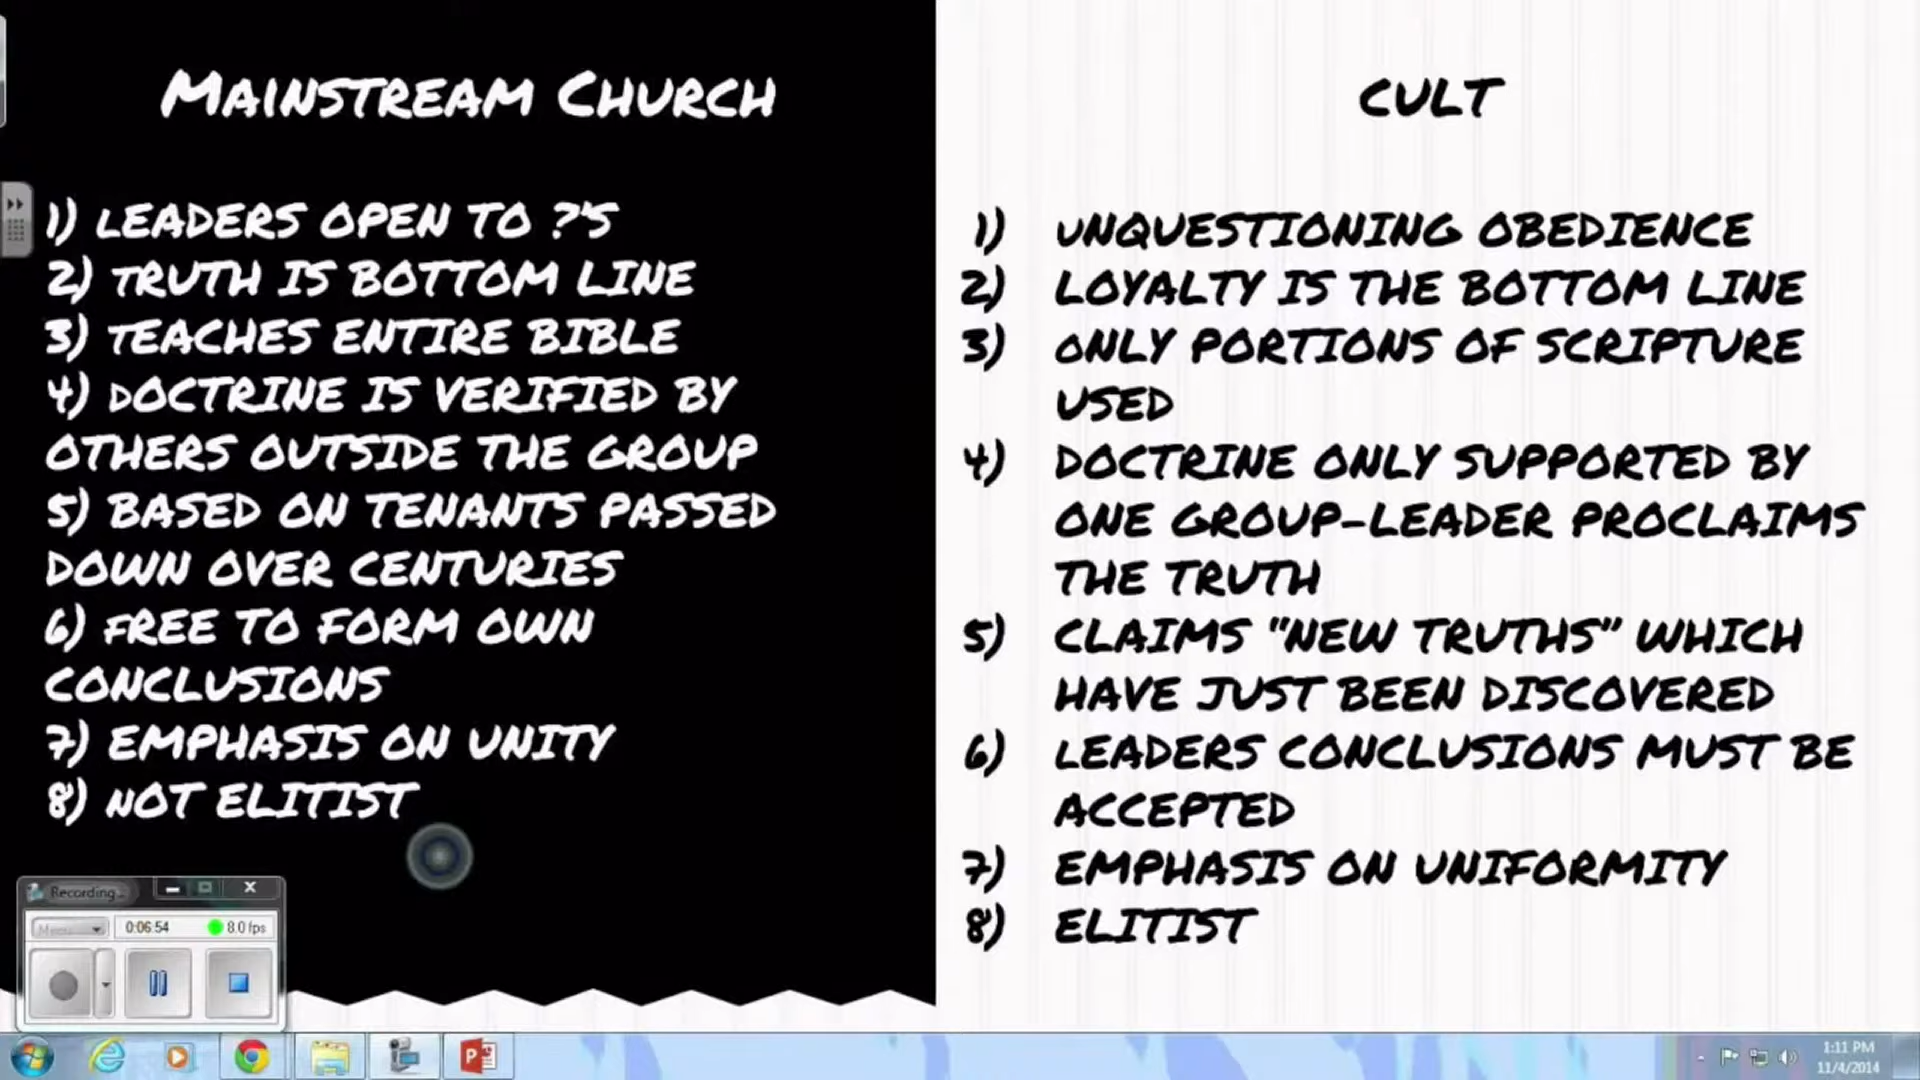 MAINSTREAM CHURCH
1) LEADERS OPEN TO ?'S
2) TRUTH IS BOTTOM LINE
3) TEACHES ENTIRE BIBLE
4) DOCTRINE IS VERIFIED BY
OTHERS OUTSIDE THE GROUP
5) BASED ON TENANTS PASSED
DOWN OVER CENTURIES
6) FREE TO FORM OWN
CONCLUSIONS
7) EMPHASIS ON UNITY
8) NOT ELITIST
CULT
1) UNQUESTIONING OBEDIENCE
2) LOYALTY IS THE BOTTOM LINE
3) ONLY PORTIONS OF SCRIPTURE
USED
4) DOCTRINE ONLY SUPPORTED BY
ONE GROUP-LEADER PROCLAIMS
THE TRUTH
5) CLAIMS "NEW TRUTHS" WHICH
HAVE JUST BEEN DISCOVERED
6) LEADERS CONCLUSIONS MUST BE
ACCEPTED
7) EMPHASIS ON UNIFORMITY
8) ELITIST
Recording...
0:06:54 8.0 fps
1:11 PM
11/4/2014